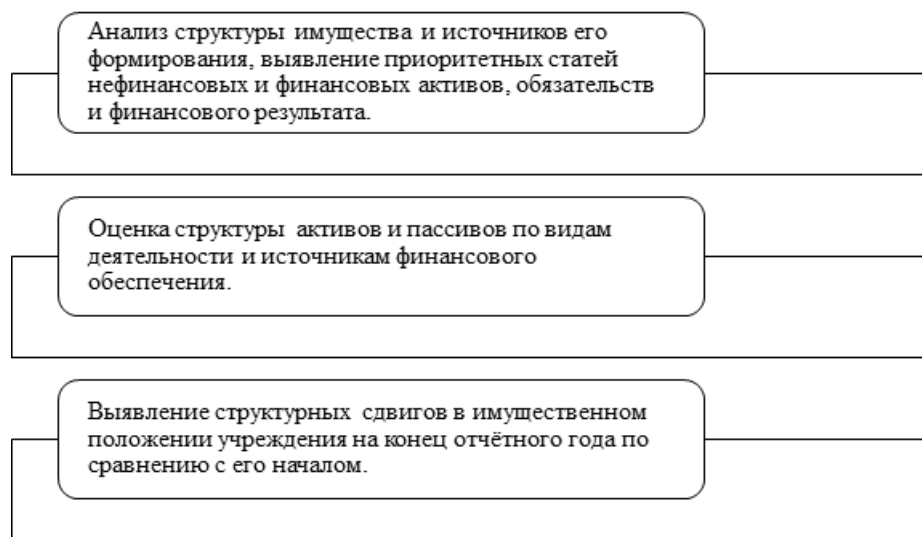 Анализ структуры имущества и источников его
формирования, выявление приоритетных статей
нефинансовых и финансовых активов, обязательств
и финансового результата.
Оценка структуры активов и пассивов по видам
деятельности и источникам финансового
обеспечения.
Выявление структурных сдвигов в имущественном
положении учреждения на конец отчётного года по
сравнению с его началом.